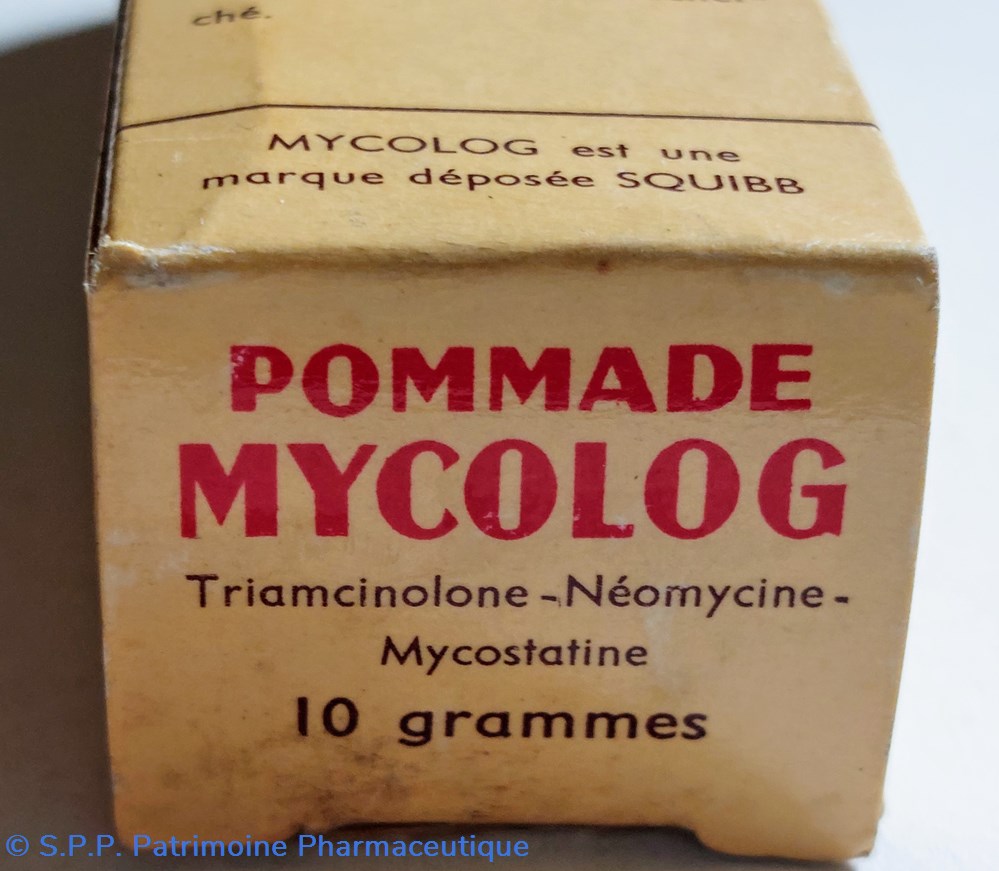 ché.
MYCOLOG est une
marque déposée SQUIBB
POMMADE
MYCOLOG
Triamcinolone-Néomycine-
Mycostatine
10 grammes
© S.P.P. Patrimoine Pharmaceutique